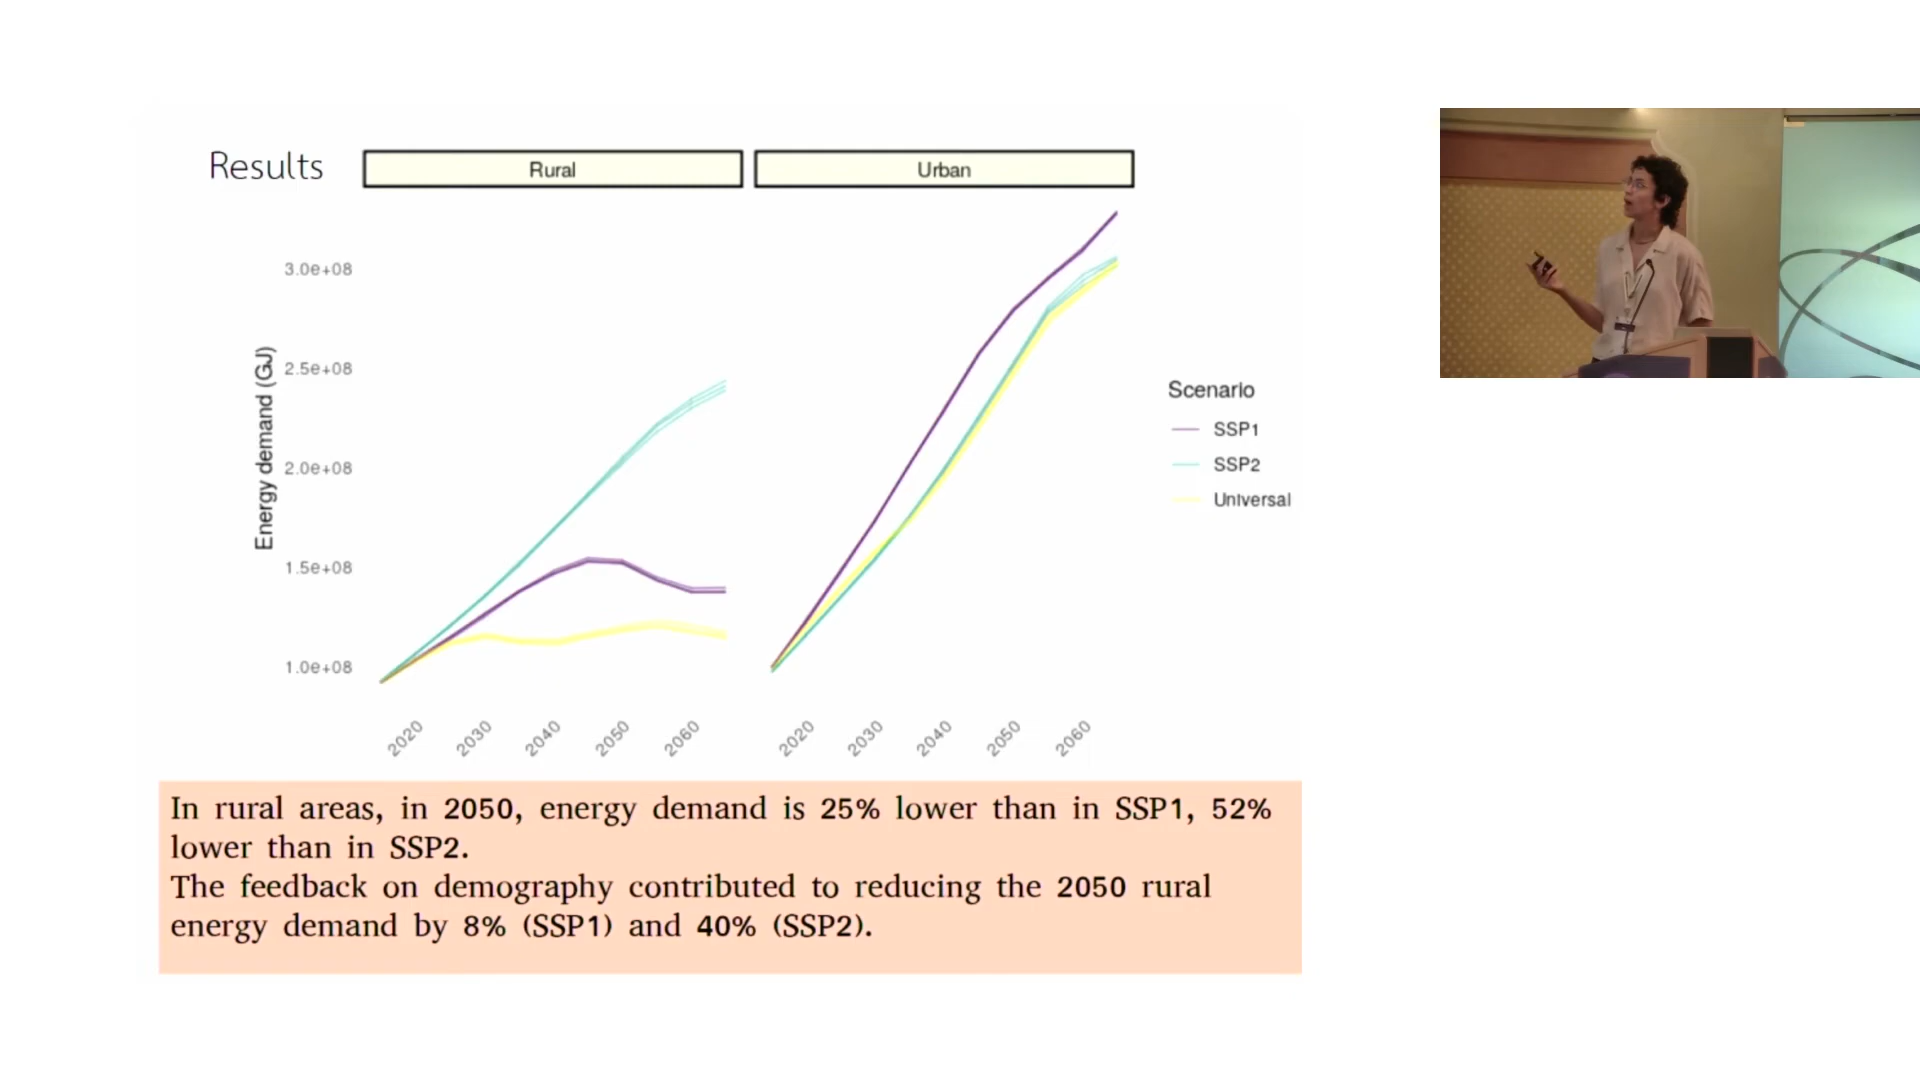 Results
Rural
Urban
3.0e+08
2.5e+08
2.0e+08
1.5e+08
1.0e+08
Energy demand (GJ)
2020
2030
2040
2050
2060
2020
2030
2040
2050
2060
Scenario
SSP1
SSP2
Universal
In rural areas, in 2050, energy demand is 25% lower than in SSP1, 52%
lower than in SSP2.
The feedback on demography contributed to reducing the 2050 rural
energy demand by 8% (SSP1) and 40% (SSP2).